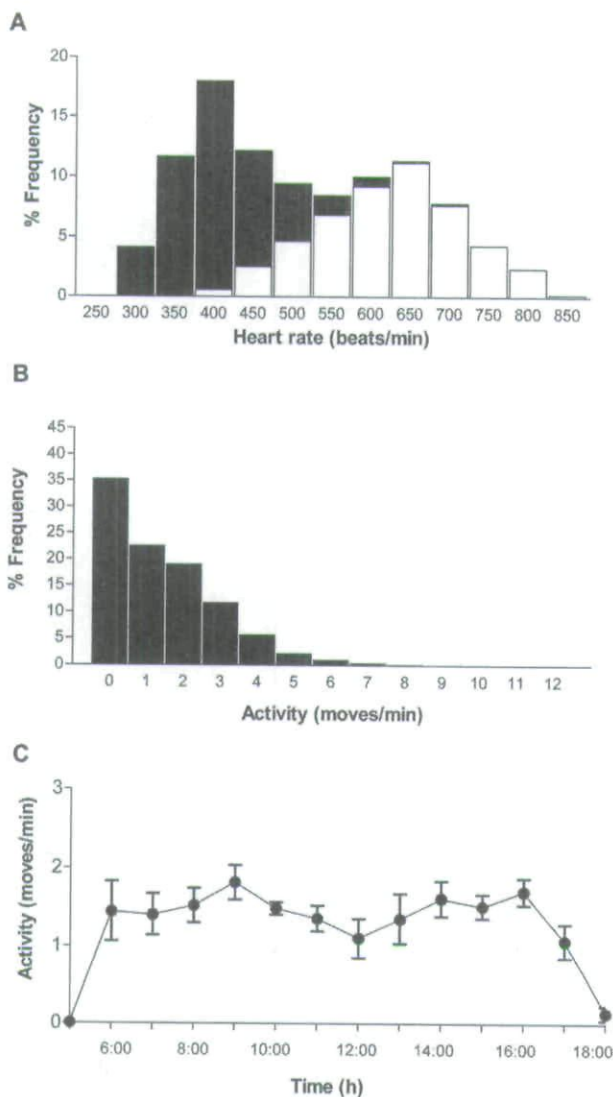 A
20
15
10
5
0
% Frequency
250 300 350 400 450 500 550 600 650 700 750 800 850
Heart rate (beats/min)
B
45
40
35
30
25
20
15
10
5
0
% Frequency
0 1 2 3 4 5 6 7 8 9 10 11 12
Activity (moves/min)
C
3
2
1
0
Activity (moves/min)
6:00 8:00 10:00 12:00 14:00 16:00 18:00
Time (h)